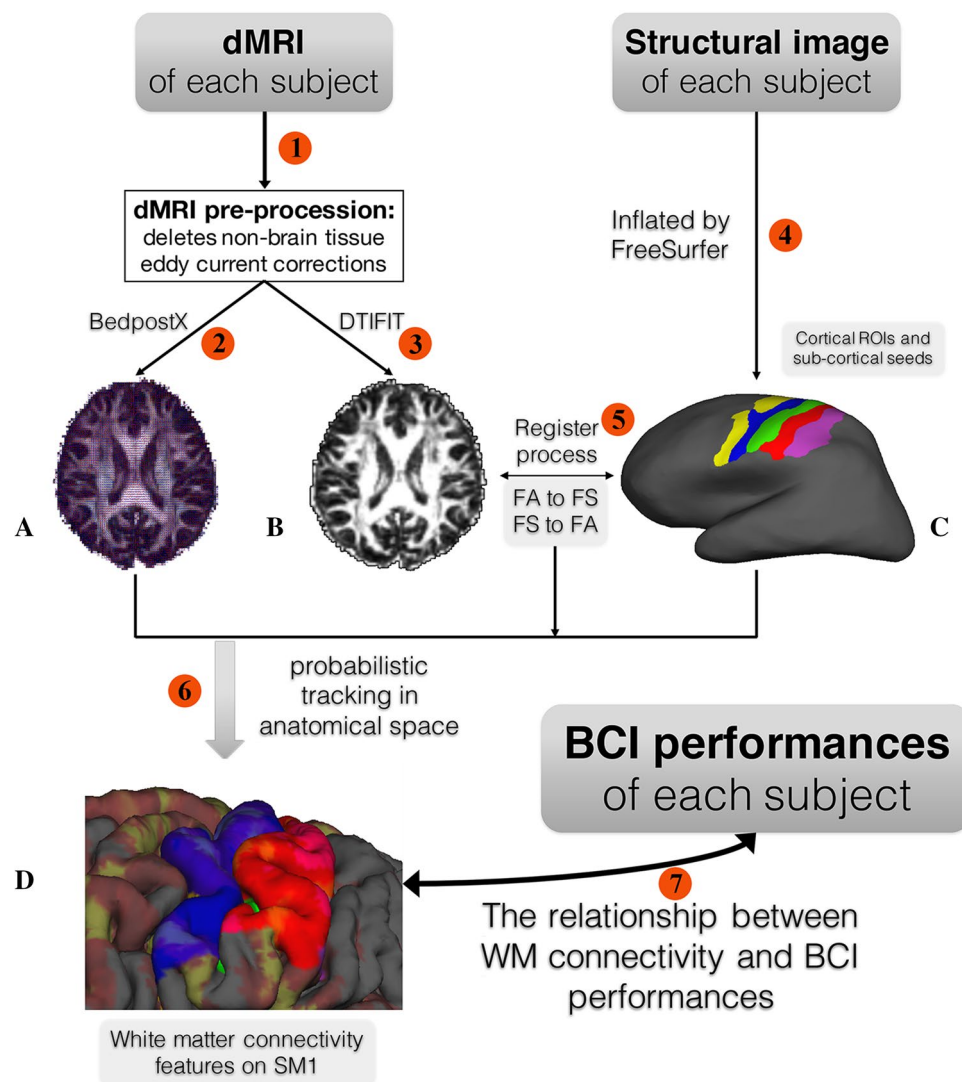 dMRI
of each subject
Structural image
of each subject
1
dMRI pre-procession:
deletes non-brain tissue
eddy current corrections
Inflated by
FreeSurfer
4
BedpostX
2
DTIFIT
3
Cortical ROIs and
sub-cortical seeds
Register
process
5
FA to FS
FS to FA
A
B
C
6
probabilistic
tracking in
anatomical space
BCI performances
of each subject
D
7
The relationship between
WM connectivity and BCI
performances
White matter connectivity
features on SM1